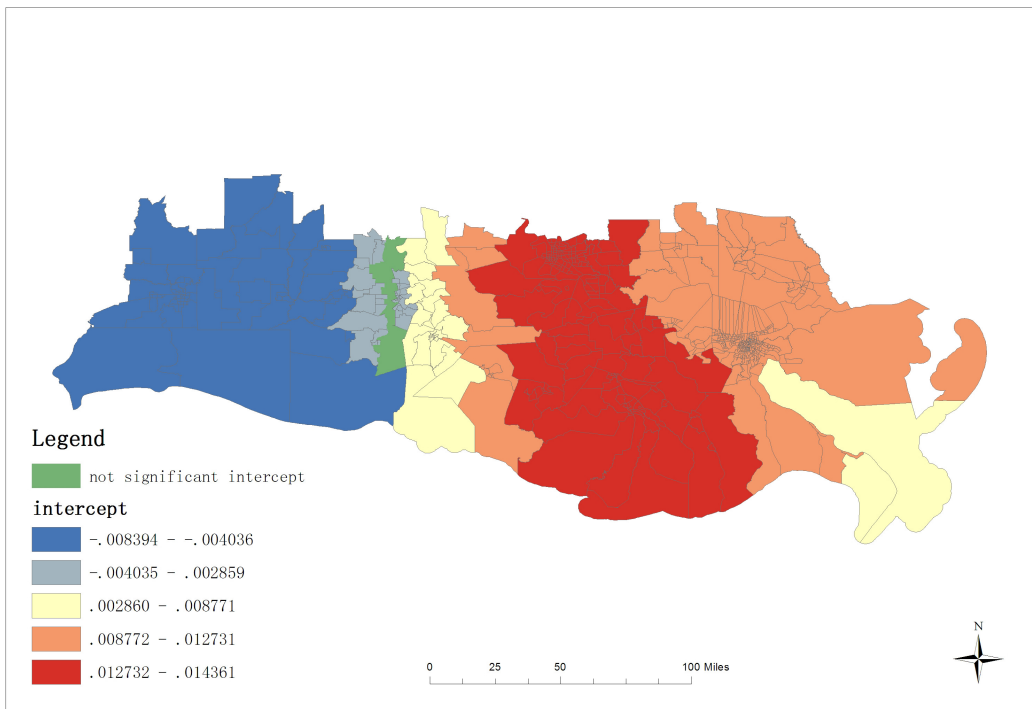 Legend
not significant intercept
intercept
-.008394 - -.004036
-.004035 - .002859
.002860 - .008771
.008772 - .012731
.012732 - .014361
0 25 50 100 Miles
N